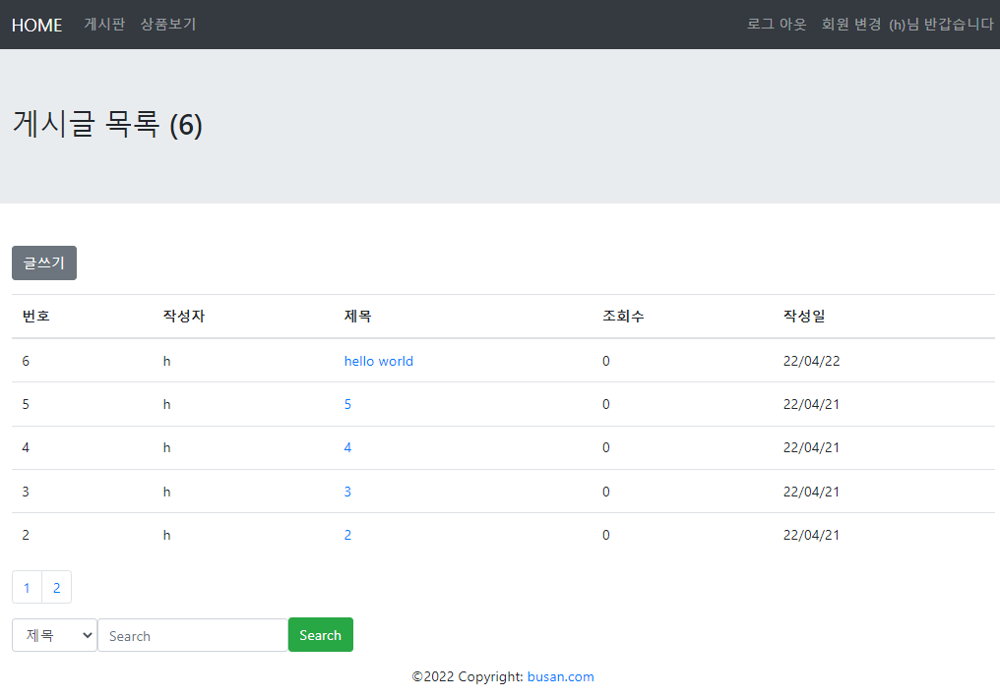 HOME 게시판 상품보기 로그 아웃 회원 변경 (h)님 반갑습니다
게시글 목록 (6)
글쓰기
번호 작성자 제목 조회수 작성일
6 h hello world 0 22/04/22
5 h 5 0 22/04/21
4 h 4 0 22/04/21
3 h 3 0 22/04/21
2 h 2 0 22/04/21
1 2
제목 Search Search
©2022 Copyright: busan.com